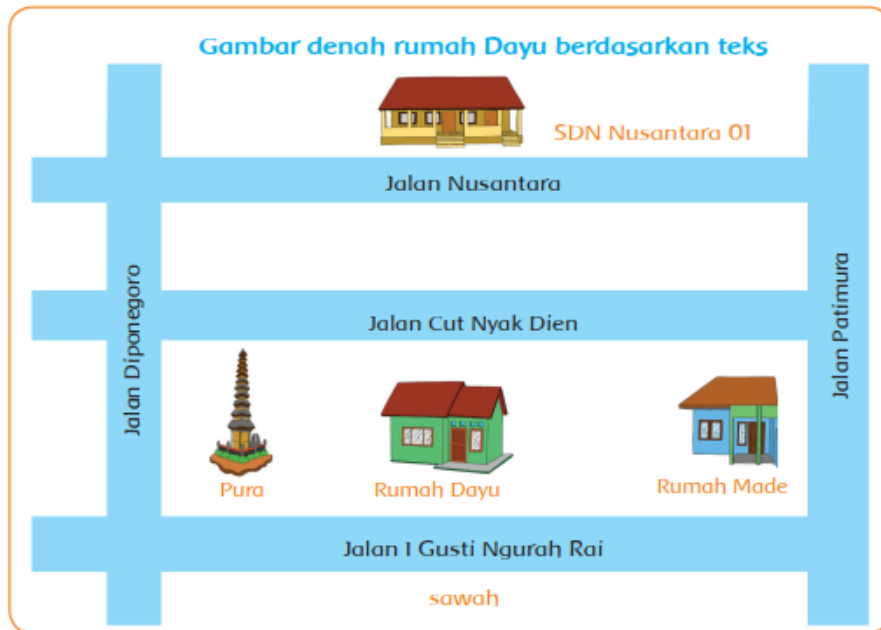 Gambar denah rumah Dayu berdasarkan teks
SDN Nusantara 01
Jalan Nusantara
Jalan Diponegoro
Jalan Cut Nyak Dien
Jalan Patimura
Pura
Rumah Dayu
Rumah Made
Jalan I Gusti Ngurah Rai
sawah